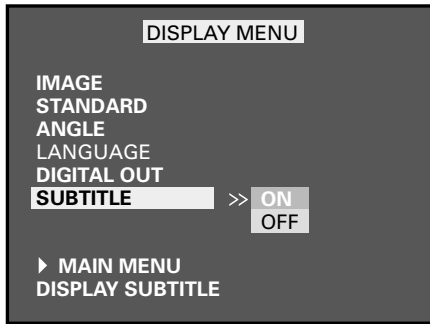 DISPLAY MENU
IMAGE
STANDARD
ANGLE
LANGUAGE
DIGITAL OUT
SUBTITLE >> ON
OFF
MAIN MENU
DISPLAY SUBTITLE